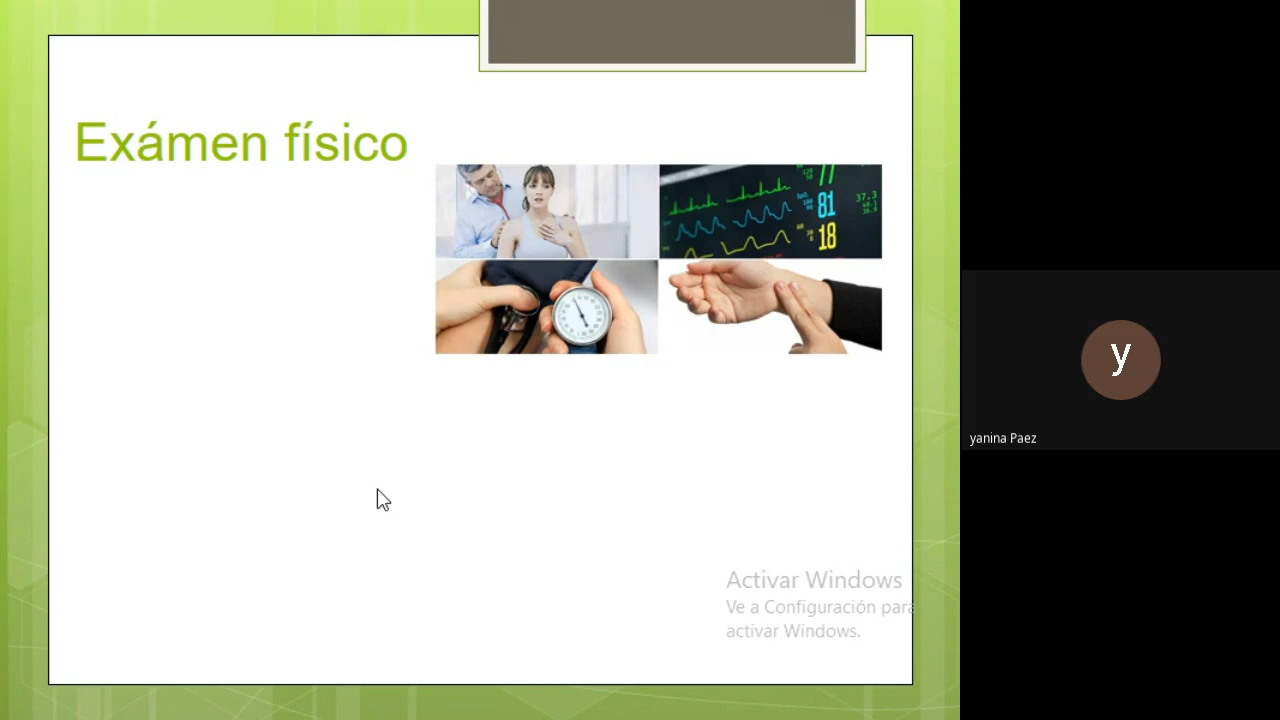 Exámen físico
77
81
37.3
18
Activar Windows
Ve a Configuración para
activar Windows.
y
yanina Paez